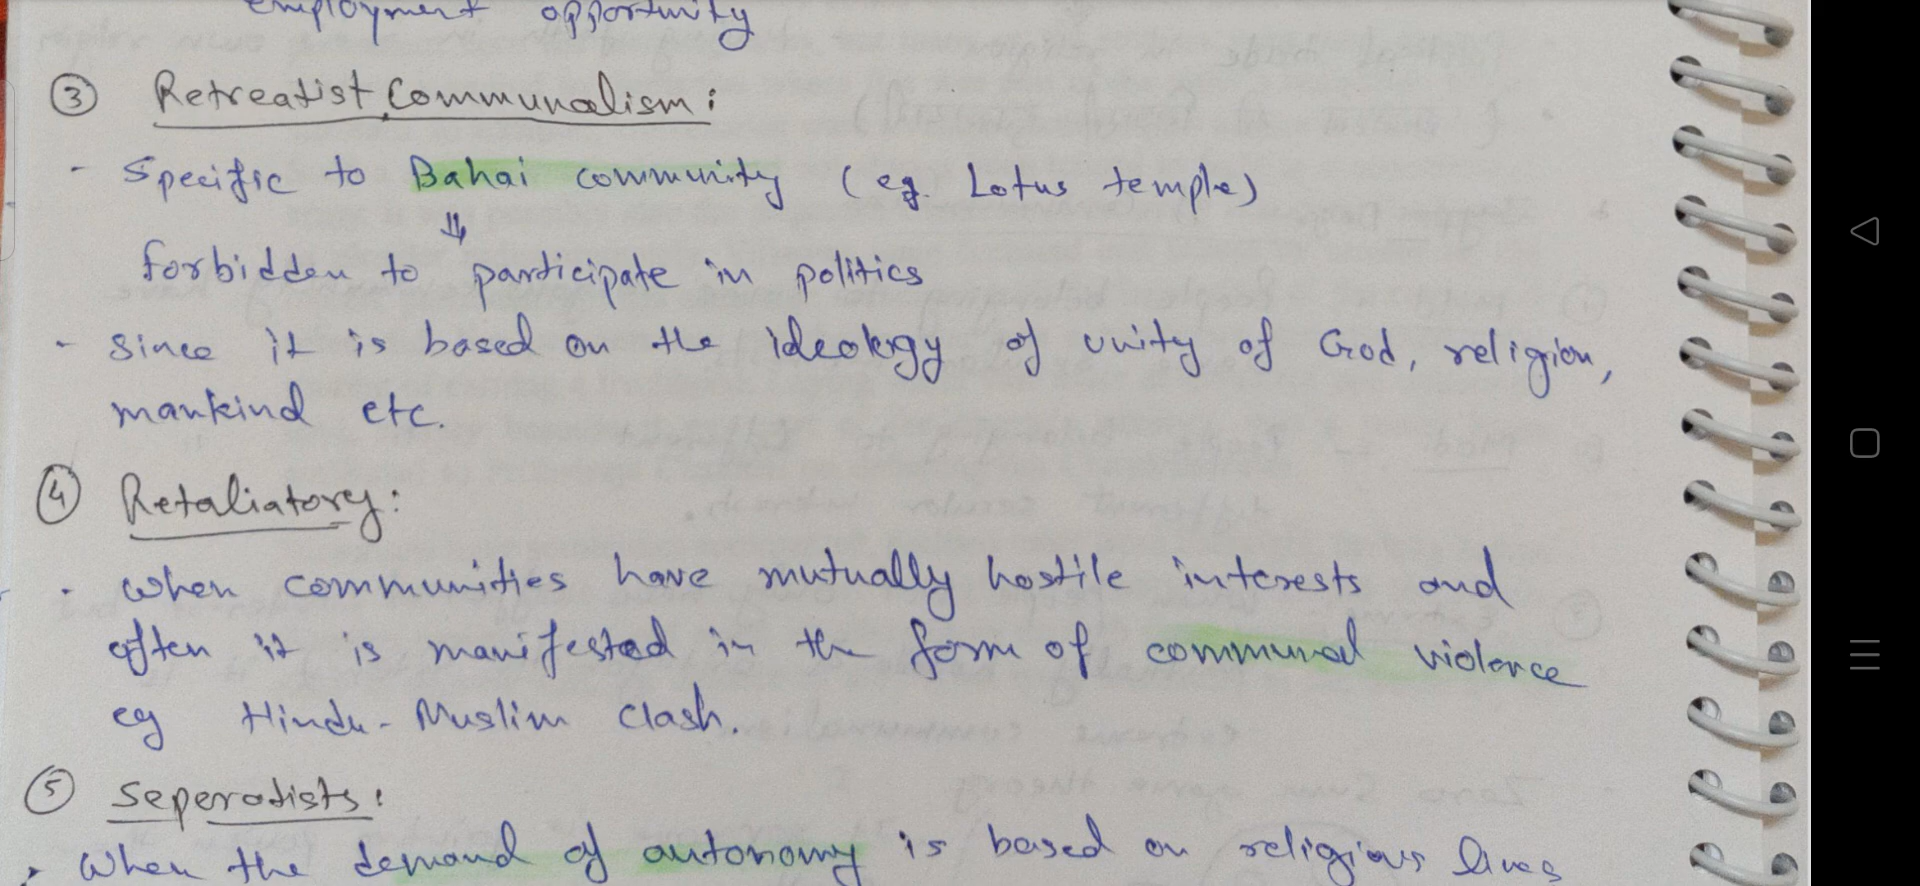 employment opportunity
③ Retreatist Communalism :
- Specific to Bahai community (eg. Lotus temple)
⇓
forbidden to participate in politics
- Since it is based on the ideology of unity of God, religion,
mankind etc.
④ Retaliatory :
· When communities have mutually hostile interests and
often it is manifested in the form of communal violence
eg Hindu - Muslim Clash.
⑤ Seperatists :
· When the demand of autonomy is based on religious lines